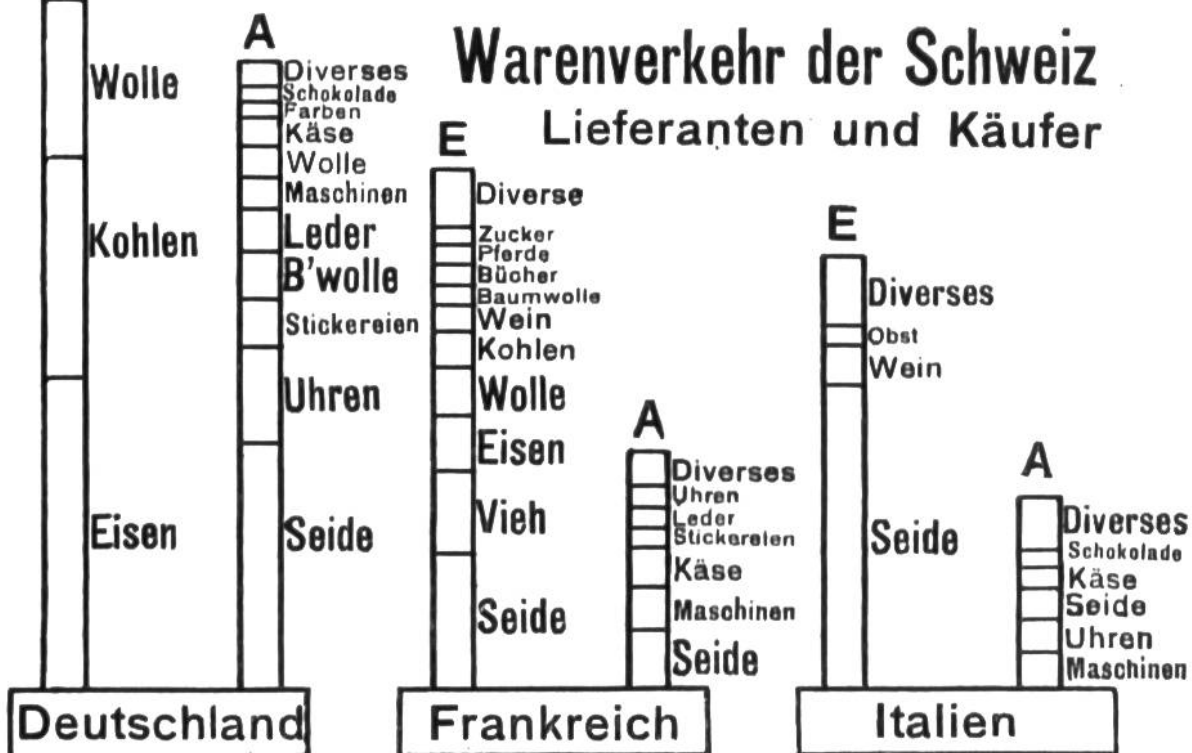 Warenverkehr der Schweiz
Lieferanten und Käufer
Wolle
Kohlen
Eisen
A
Diverses
Schokolade
Farben
Käse
Wolle
Maschinen
Leder
B'wolle
Stickereien
Uhren
Seide
Deutschland
E
Diverse
Zucker
Pferde
Bücher
Baumwolle
Wein
Kohlen
Wolle
Eisen
Vieh
Seide
A
Diverses
Uhren
Leder
Stickereien
Käse
Maschinen
Seide
Frankreich
E
Diverses
Obst
Wein
Seide
A
Diverses
Schokolade
Käse
Seide
Uhren
Maschinen
Italien